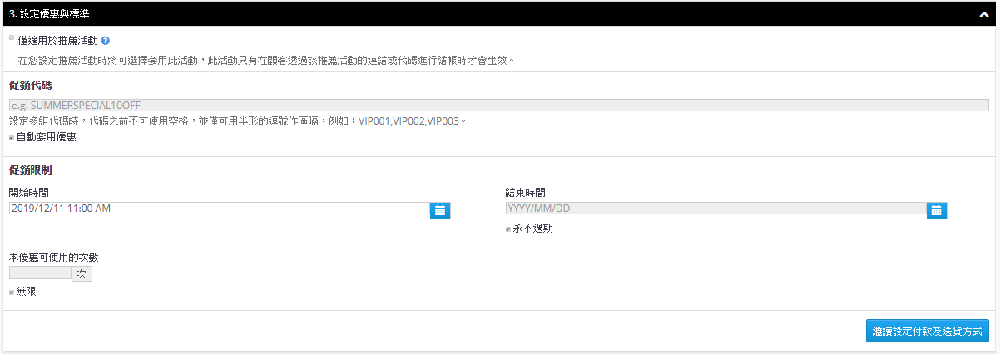 3. 設定優惠與標準
僅適用於推薦活動
在您設定推薦活動時將可選擇套用此活動，此活動只有在顧客透過該推薦活動的連結或代碼進行結帳時才會生效。
促銷代碼
e.g. SUMMERSPECIAL10OFF
設定多組代碼時，代碼之前不可使用空格，並僅可用半形的逗號作區隔，例如：VIP001,VIP002,VIP003。
自動套用優惠
促銷限制
開始時間
2019/12/11 11:00 AM
結束時間
YYYY/MM/DD
永不過期
本優惠可使用的次數
次
無限
繼續設定付款及送貨方式